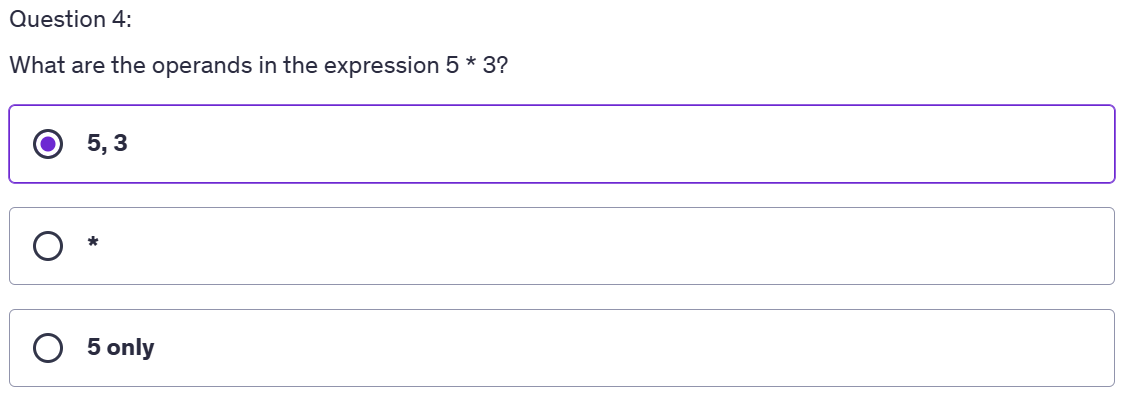 Question 4:
What are the operands in the expression 5 * 3?
5, 3
*
5 only